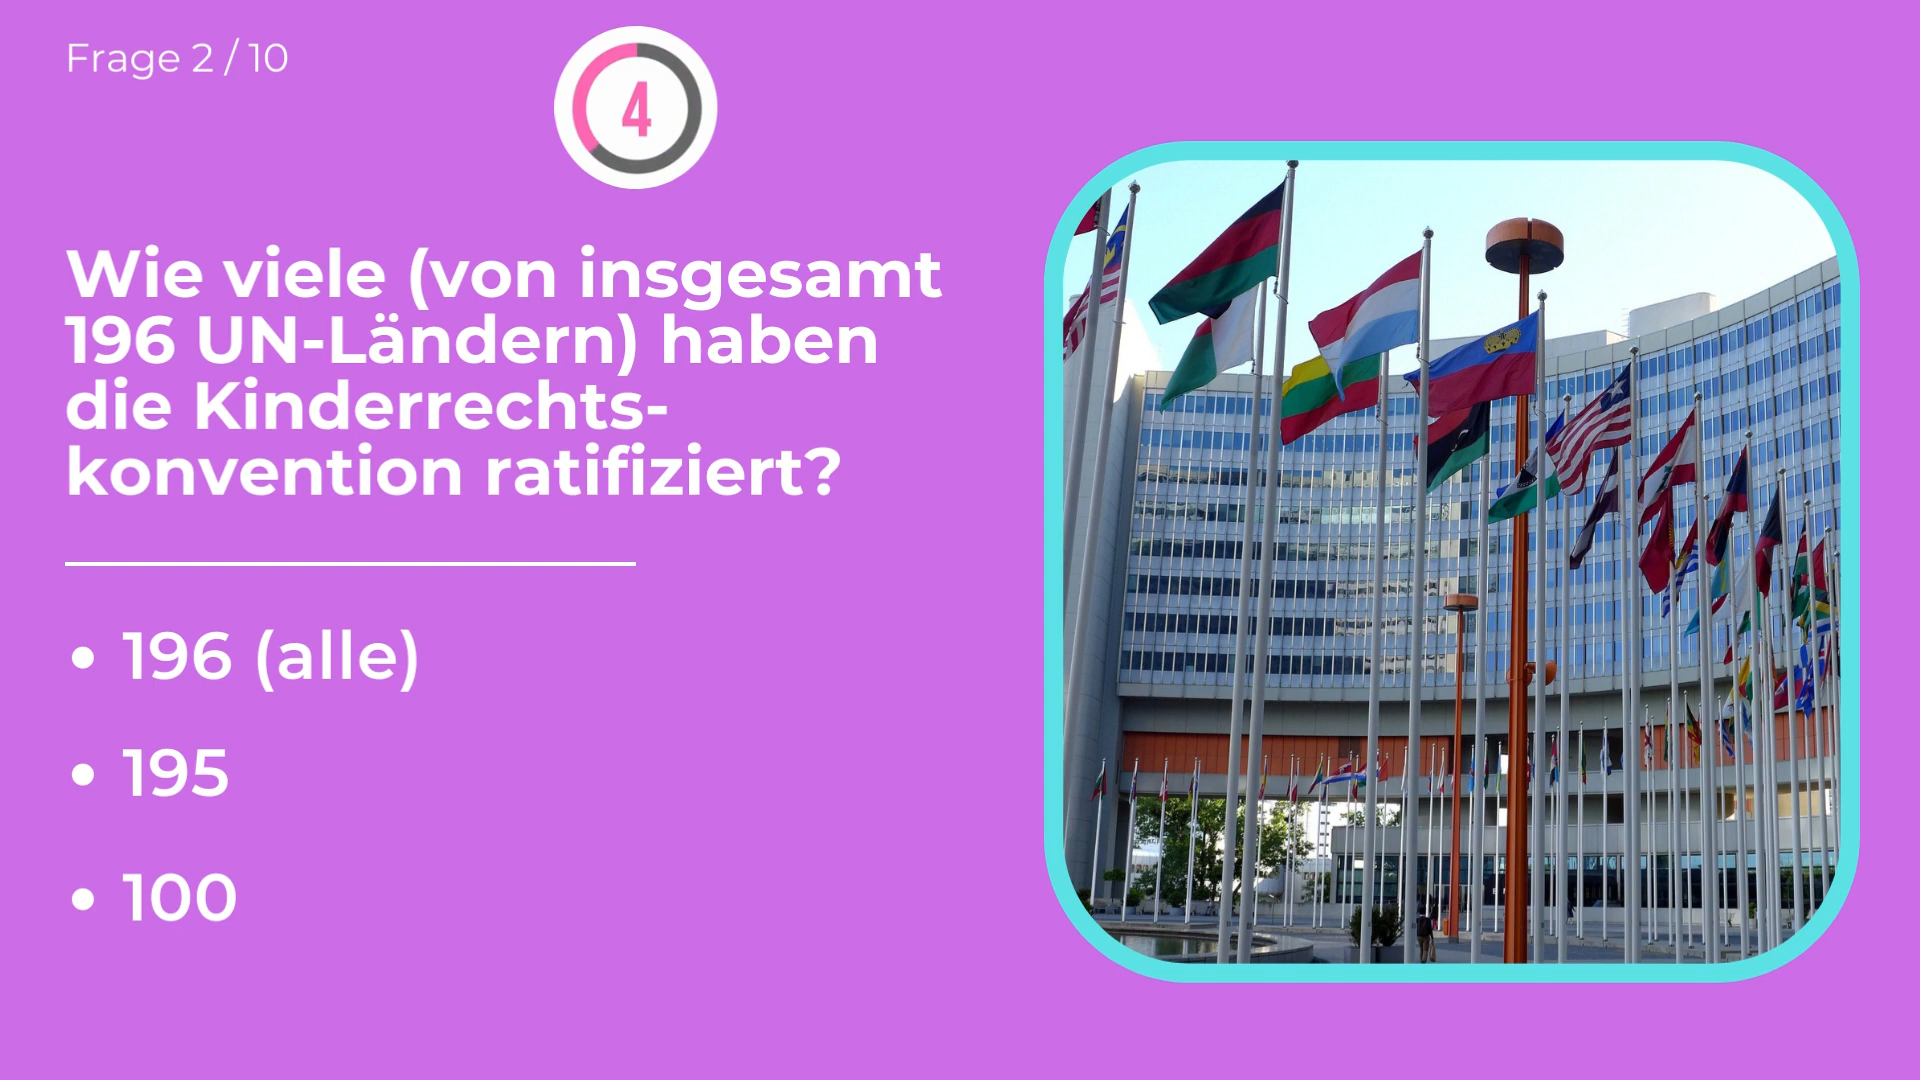 Frage 2 / 10
4
Wie viele (von insgesamt
196 UN-Ländern) haben
die Kinderrechts-
konvention ratifiziert?
• 196 (alle)
• 195
• 100